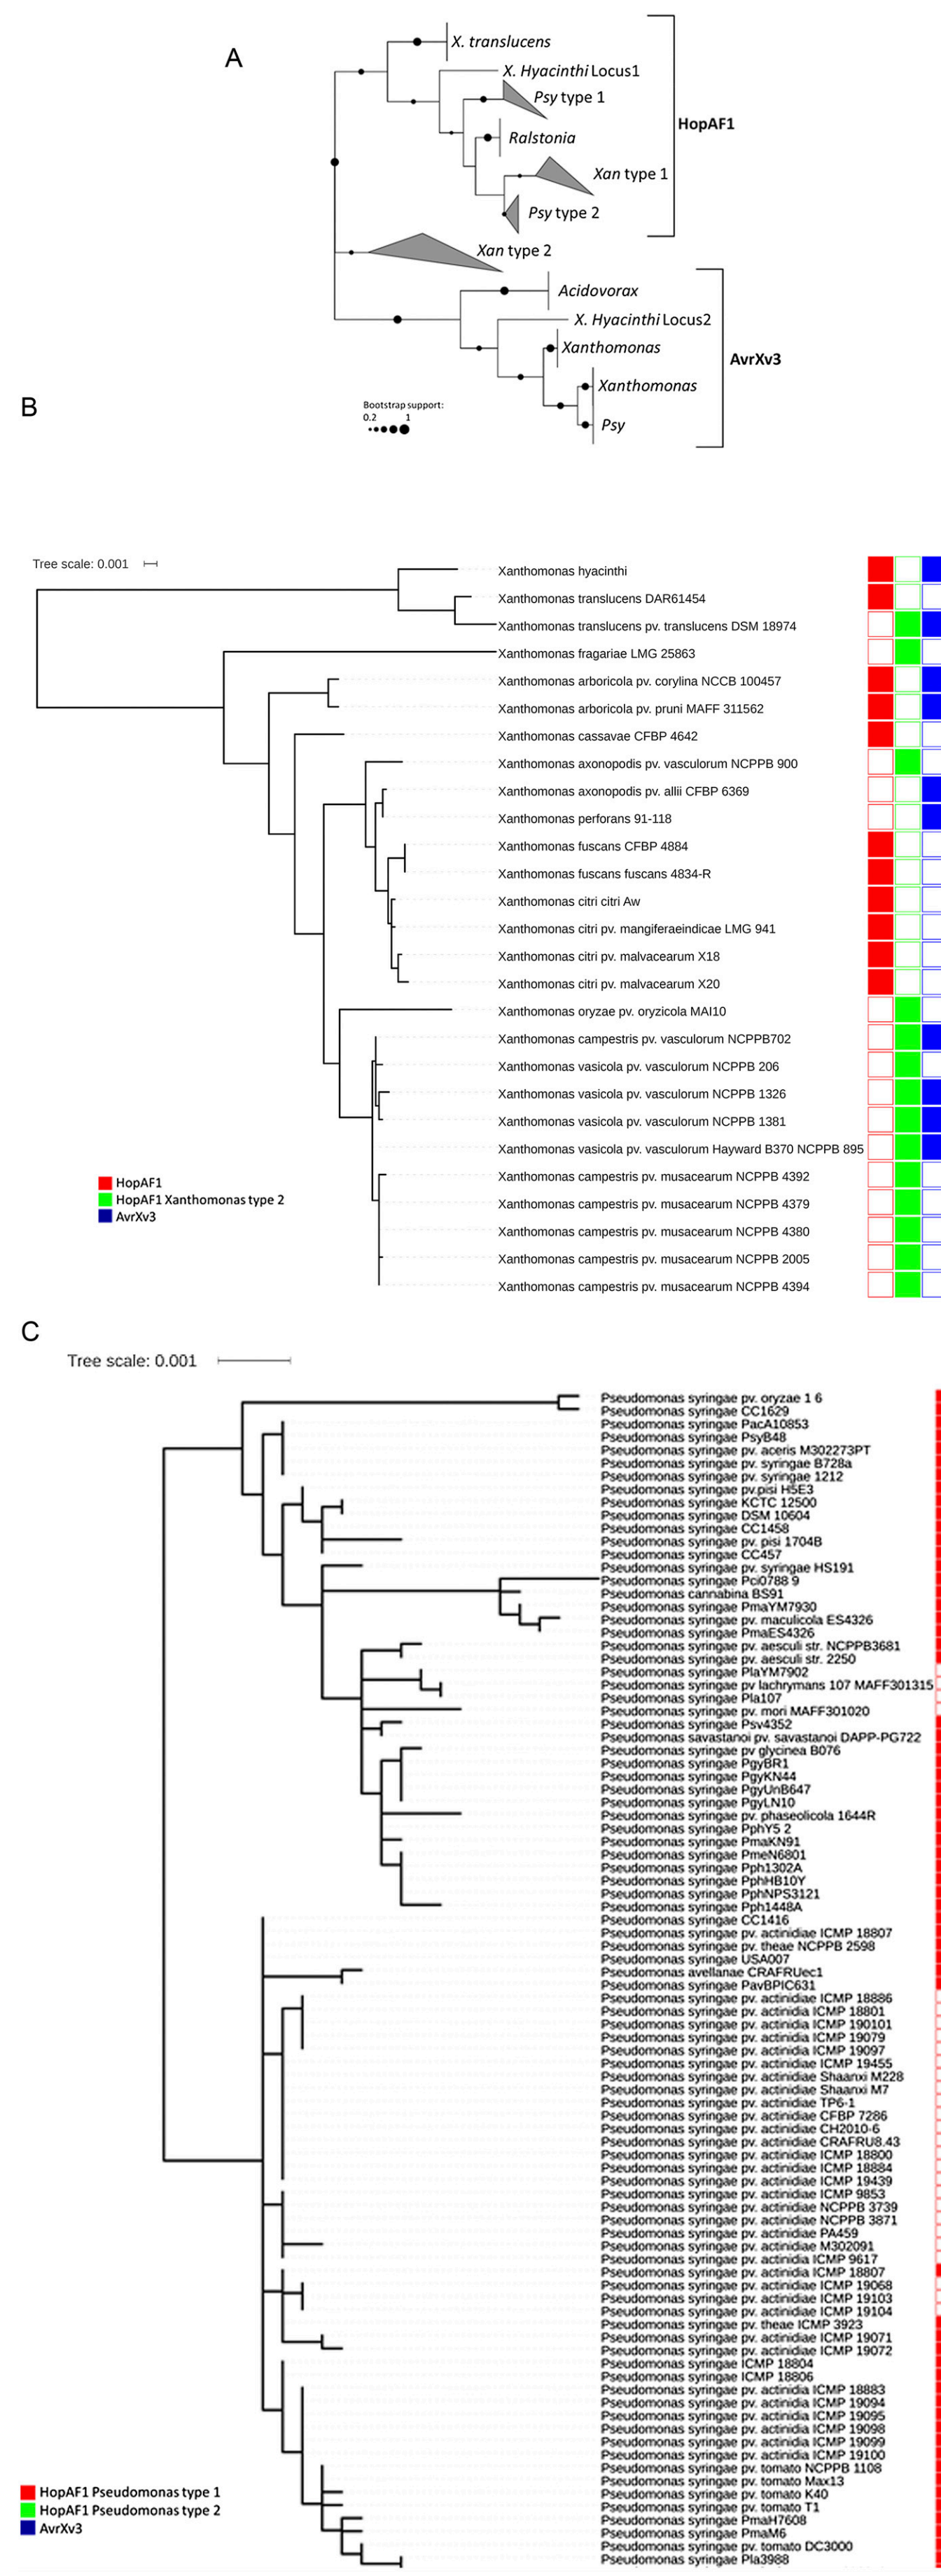 A
X. translucens
X. Hyacinthi Locus1
Psy type 1
HopAF1
Ralstonia
Xan type 1
Psy type 2
Xan type 2
Acidovorax
X. Hyacinthi Locus2
Xanthomonas
AvrXv3
Xanthomonas
Psy
Bootstrap support:
0.2 1
B
Tree scale: 0.001
Xanthomonas hyacinthi
Xanthomonas translucens DAR61454
Xanthomonas translucens pv. translucens DSM 18974
Xanthomonas fragariae LMG 25863
Xanthomonas arboricola pv. corylina NCCB 100457
Xanthomonas arboricola pv. pruni MAFF 311562
Xanthomonas cassavae CFBP 4642
Xanthomonas axonopodis pv. vasculorum NCPPB 900
Xanthomonas axonopodis pv. allii CFBP 6369
Xanthomonas perforans 91-118
Xanthomonas fuscans CFBP 4884
Xanthomonas fuscans fuscans 4834-R
Xanthomonas citri citri Aw
Xanthomonas citri pv. mangiferaeindicae LMG 941
Xanthomonas citri pv. malvacearum X18
Xanthomonas citri pv. malvacearum X20
Xanthomonas oryzae pv. oryzicola MAI10
Xanthomonas campestris pv. vasculorum NCPPB702
Xanthomonas vasicola pv. vasculorum NCPPB 206
Xanthomonas vasicola pv. vasculorum NCPPB 1326
Xanthomonas vasicola pv. vasculorum NCPPB 1381
Xanthomonas vasicola pv. vasculorum Hayward B370 NCPPB 895
Xanthomonas campestris pv. musacearum NCPPB 4392
Xanthomonas campestris pv. musacearum NCPPB 4379
Xanthomonas campestris pv. musacearum NCPPB 4380
Xanthomonas campestris pv. musacearum NCPPB 2005
Xanthomonas campestris pv. musacearum NCPPB 4394
HopAF1
HopAF1 Xanthomonas type 2
AvrXv3
C
Tree scale: 0.001
Pseudomonas syringae pv. oryzae 1 6
Pseudomonas syringae CC1629
Pseudomonas syringae PacA10853
Pseudomonas syringae PsyB48
Pseudomonas syringae pv. aceris M302273PT
Pseudomonas syringae pv. syringae B728a
Pseudomonas syringae pv. syringae 1212
Pseudomonas syringae pv.pisi H5E3
Pseudomonas syringae KCTC 12500
Pseudomonas syringae DSM 10604
Pseudomonas syringae CC1458
Pseudomonas syringae pv. pisi 1704B
Pseudomonas syringae CC457
Pseudomonas syringae pv. syringae HS191
Pseudomonas syringae Pci0788 9
Pseudomonas cannabina BS91
Pseudomonas syringae PmaYM7930
Pseudomonas syringae pv. maculicola ES4326
Pseudomonas syringae PmaES4326
Pseudomonas syringae pv. aesculi str. NCPPB3681
Pseudomonas syringae pv. aesculi str. 2250
Pseudomonas syringae PlaYM7902
Pseudomonas syringae pv lachrymans 107 MAFF301315
Pseudomonas syringae Pla107
Pseudomonas syringae pv. mori MAFF301020
Pseudomonas syringae Psv4352
Pseudomonas savastanoi pv. savastanoi DAPP-PG722
Pseudomonas syringae pv glycinea B076
Pseudomonas syringae PgyBR1
Pseudomonas syringae PgyKN44
Pseudomonas syringae PgyUnB647
Pseudomonas syringae PgyLN10
Pseudomonas syringae pv. phaseolicola 1644R
Pseudomonas syringae PphY5 2
Pseudomonas syringae PmaKN91
Pseudomonas syringae PmeN6801
Pseudomonas syringae Pph1302A
Pseudomonas syringae PphHB10Y
Pseudomonas syringae PphNPS3121
Pseudomonas syringae Pph1448A
Pseudomonas syringae CC1416
Pseudomonas syringae pv. actinidiae ICMP 18807
Pseudomonas syringae pv. theae NCPPB 2598
Pseudomonas syringae USA007
Pseudomonas avellanae CRAFRUec1
Pseudomonas syringae PavBPIC631
Pseudomonas syringae pv. actinidiae ICMP 18886
Pseudomonas syringae pv. actinidia ICMP 18801
Pseudomonas syringae pv. actinidiae ICMP 190101
Pseudomonas syringae pv. actinidia ICMP 19079
Pseudomonas syringae pv. actinidia ICMP 19097
Pseudomonas syringae pv. actinidiae ICMP 19455
Pseudomonas syringae pv. actinidiae Shaanxi M228
Pseudomonas syringae pv. actinidiae Shaanxi M7
Pseudomonas syringae pv. actinidiae TP6-1
Pseudomonas syringae pv. actinidiae CFBP 7286
Pseudomonas syringae pv. actinidiae CH2010-6
Pseudomonas syringae pv. actinidiae CRAFRU8.43
Pseudomonas syringae pv. actinidiae ICMP 18800
Pseudomonas syringae pv. actinidiae ICMP 18884
Pseudomonas syringae pv. actinidiae ICMP 19439
Pseudomonas syringae pv. actinidiae ICMP 9853
Pseudomonas syringae pv. actinidiae NCPPB 3739
Pseudomonas syringae pv. actinidiae NCPPB 3871
Pseudomonas syringae pv. actinidiae PA459
Pseudomonas syringae pv. actinidiae M302091
Pseudomonas syringae pv. actinidia ICMP 9617
Pseudomonas syringae pv. actinidia ICMP 18807
Pseudomonas syringae pv. actinidiae ICMP 19068
Pseudomonas syringae pv. actinidiae ICMP 19103
Pseudomonas syringae pv. actinidiae ICMP 19104
Pseudomonas syringae pv. theae ICMP 3923
Pseudomonas syringae pv. actinidiae ICMP 19071
Pseudomonas syringae pv. actinidiae ICMP 19072
Pseudomonas syringae ICMP 18804
Pseudomonas syringae ICMP 18806
Pseudomonas syringae pv. actinidia ICMP 18883
Pseudomonas syringae pv. actinidia ICMP 19094
Pseudomonas syringae pv. actinidia ICMP 19095
Pseudomonas syringae pv. actinidia ICMP 19098
Pseudomonas syringae pv. actinidia ICMP 19099
Pseudomonas syringae pv. actinidia ICMP 19100
Pseudomonas syringae pv. tomato NCPPB 1108
Pseudomonas syringae pv. tomato Max13
Pseudomonas syringae pv. tomato K40
Pseudomonas syringae pv. tomato T1
Pseudomonas syringae PmaH7608
Pseudomonas syringae PmaM6
Pseudomonas syringae pv. tomato DC3000
Pseudomonas syringae Pla3988
HopAF1 Pseudomonas type 1
HopAF1 Pseudomonas type 2
AvrXv3